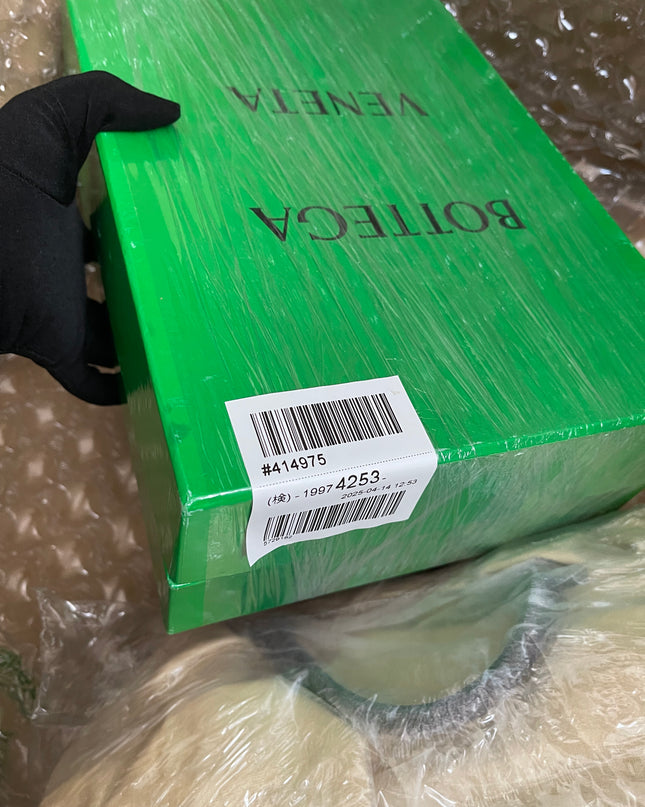 BOTTEGA
VENETA
#414975
(検) - 1997 4253 -
2025-04-14 12:53